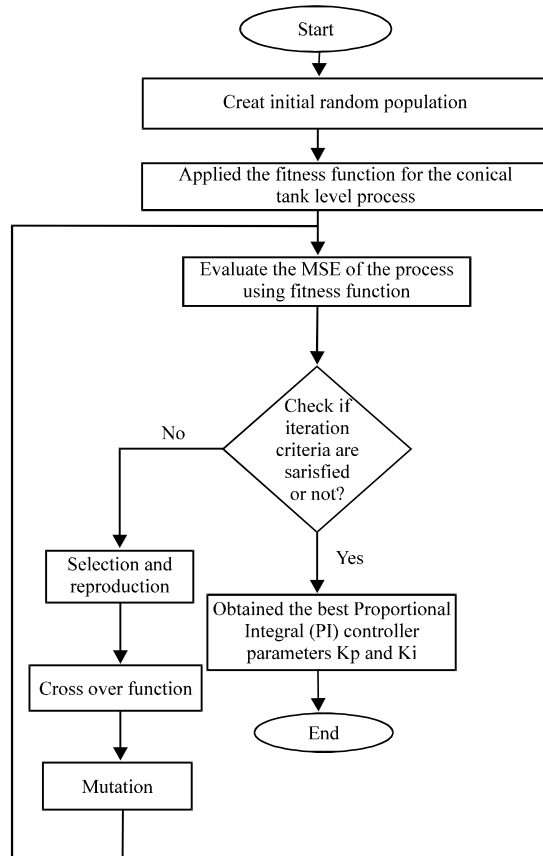 Start
Creat initial random population
Applied the fitness function for the conical
tank level process
Evaluate the MSE of the process
using fitness function
Check if
iteration
criteria are
sarisfied
or not?
No
Yes
Selection and
reproduction
Obtained the best Proportional
Integral (PI) controller
parameters Kp and Ki
Cross over function
End
Mutation